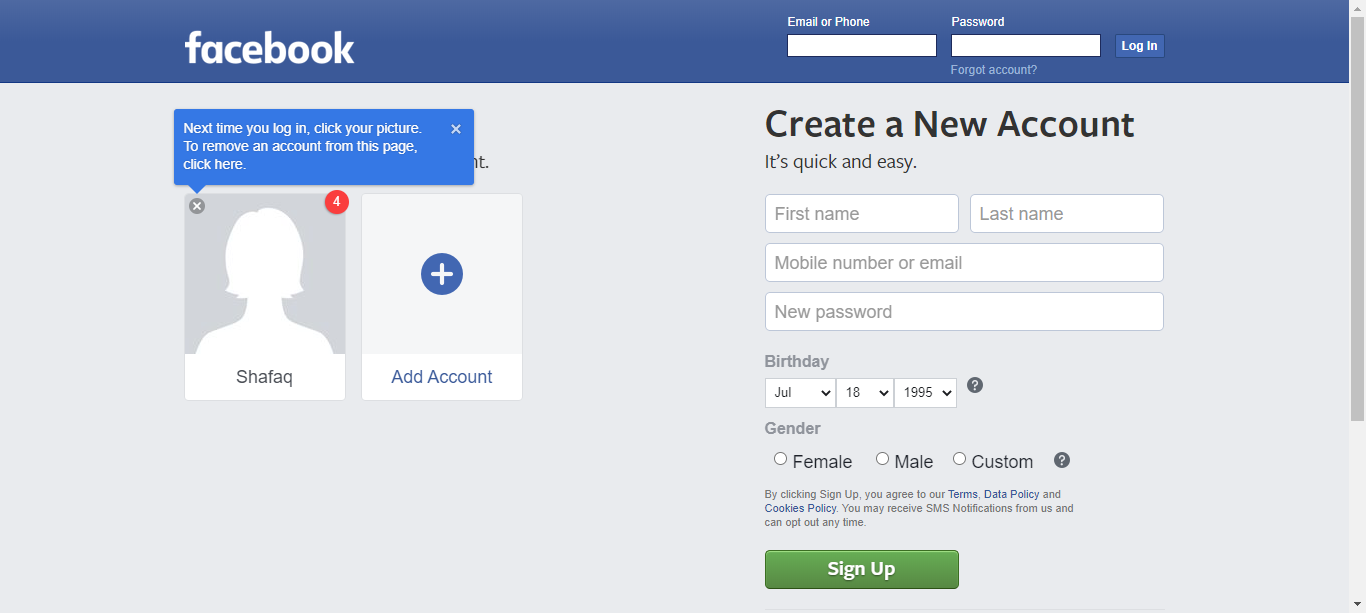 facebook
Email or Phone
Password
Log In
Forgot account?
Next time you log in, click your picture.
To remove an account from this page,
click here.
4
Shafaq
Add Account
Create a New Account
It's quick and easy.
First name
Last name
Mobile number or email
New password
Birthday
Jul
18
1995
?
Gender
Female
Male
Custom
?
By clicking Sign Up, you agree to our Terms, Data Policy and
Cookies Policy. You may receive SMS Notifications from us and
can opt out any time.
Sign Up